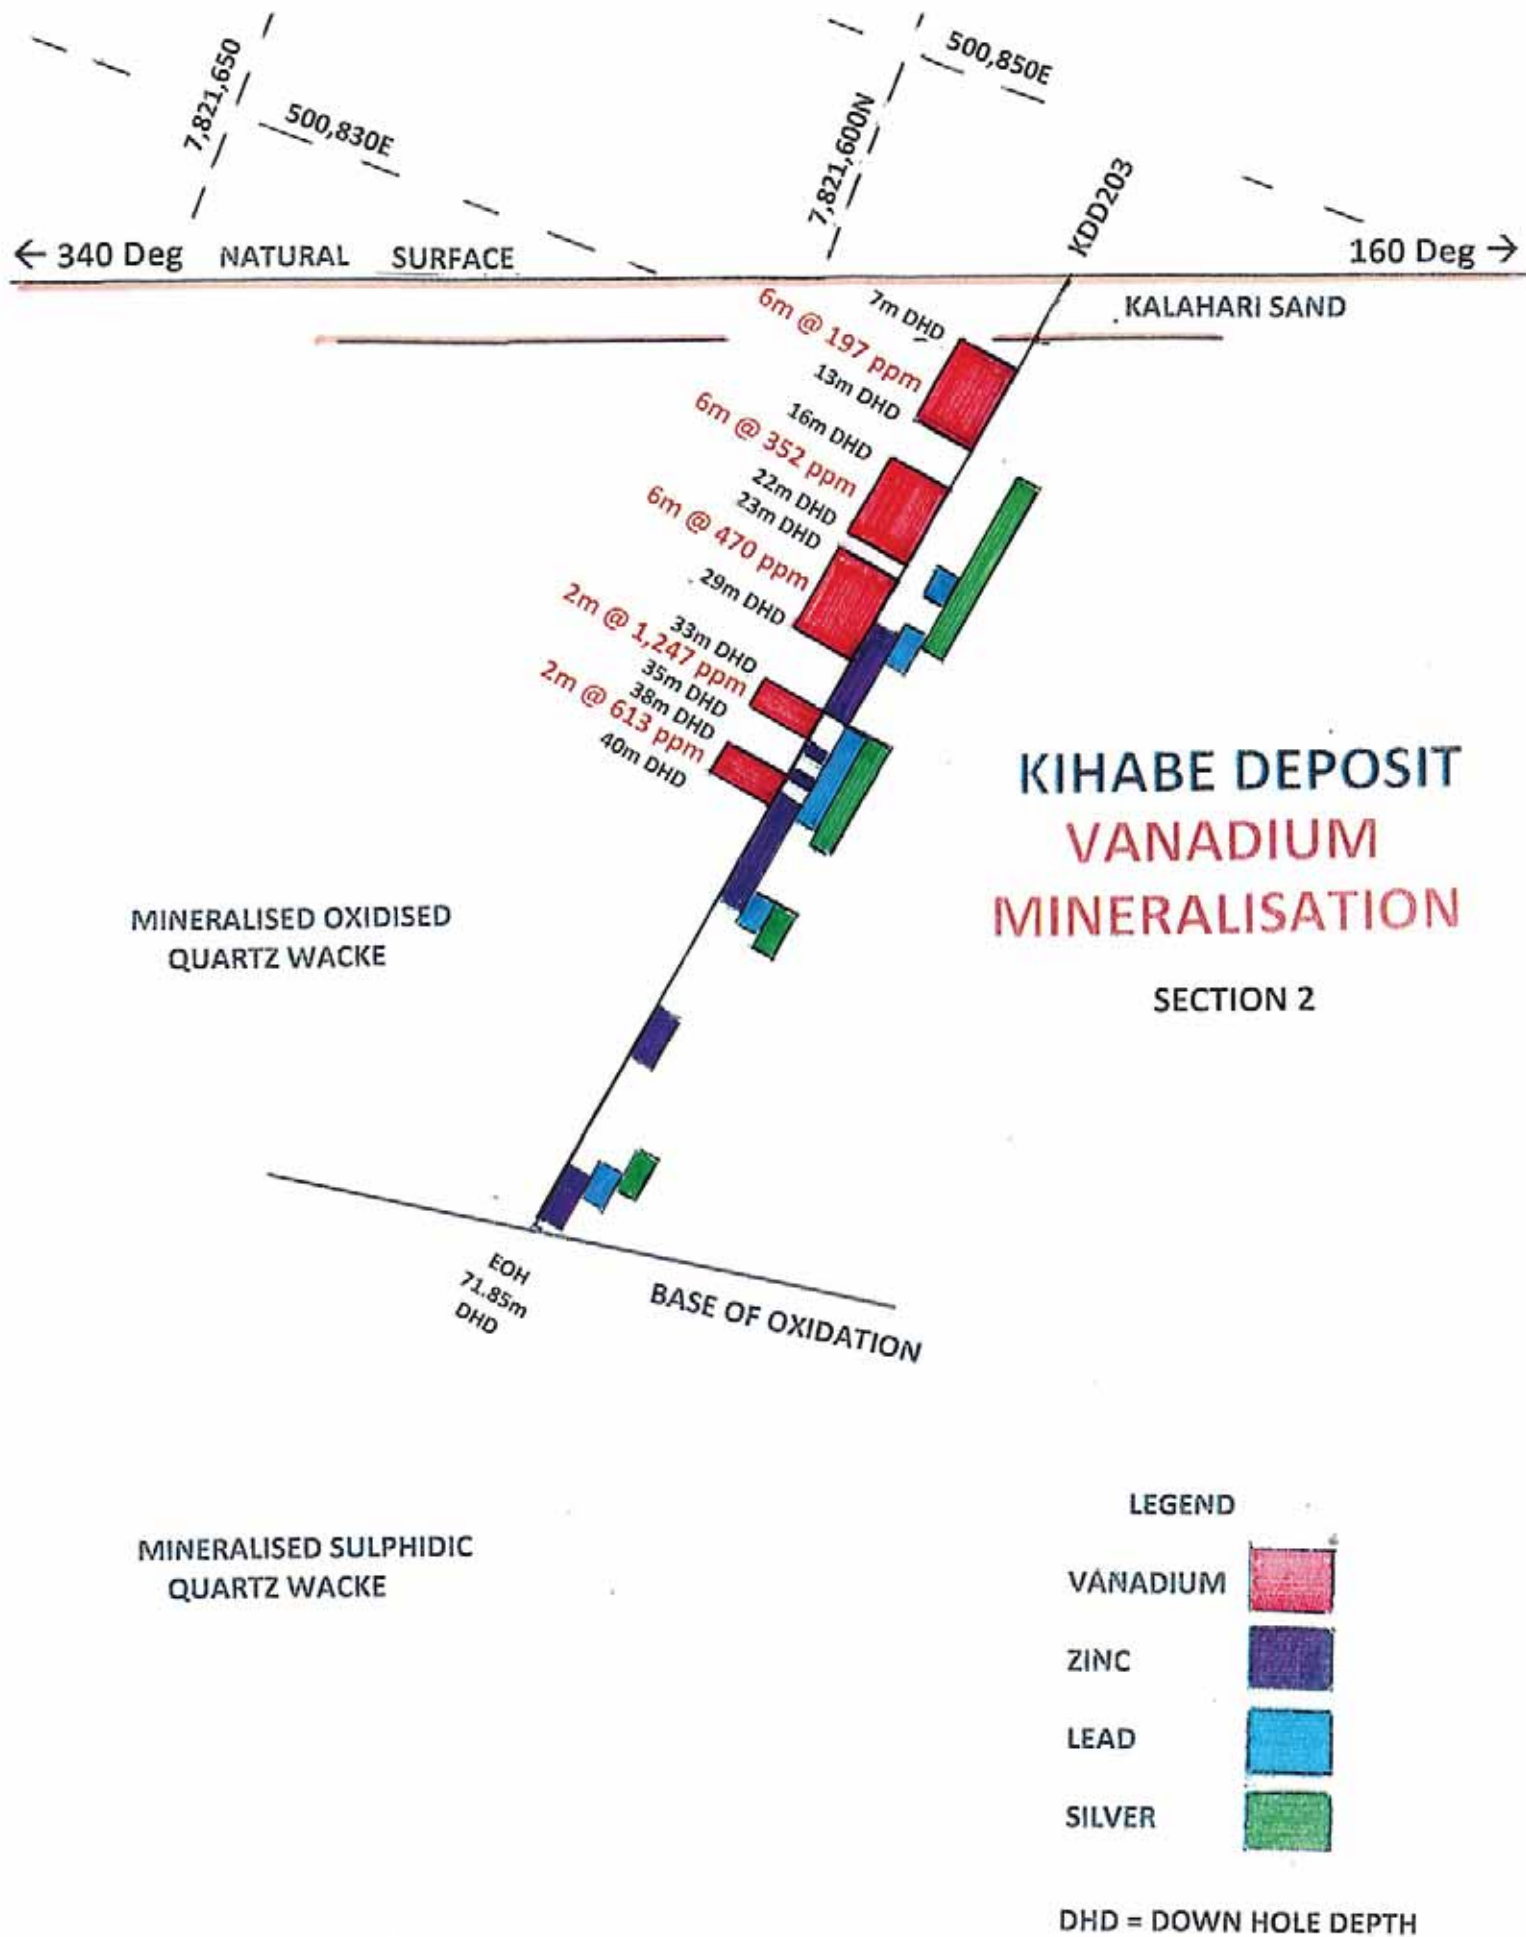 7,821,650
500,830E
7,821,600N
500,850E
KDD203
← 340 Deg NATURAL SURFACE
160 Deg →
KALAHARI SAND
7m DHD
6m @ 197 ppm
13m DHD
16m DHD
6m @ 352 ppm
22m DHD
23m DHD
6m @ 470 ppm
29m DHD
33m DHD
2m @ 1,247 ppm
35m DHD
38m DHD
2m @ 613 ppm
40m DHD
KIHABE DEPOSIT
VANADIUM
MINERALISATION
SECTION 2
MINERALISED OXIDISED
QUARTZ WACKE
EOH
71.85m
DHD
BASE OF OXIDATION
MINERALISED SULPHIDIC
QUARTZ WACKE
LEGEND
VANADIUM
ZINC
LEAD
SILVER
DHD = DOWN HOLE DEPTH